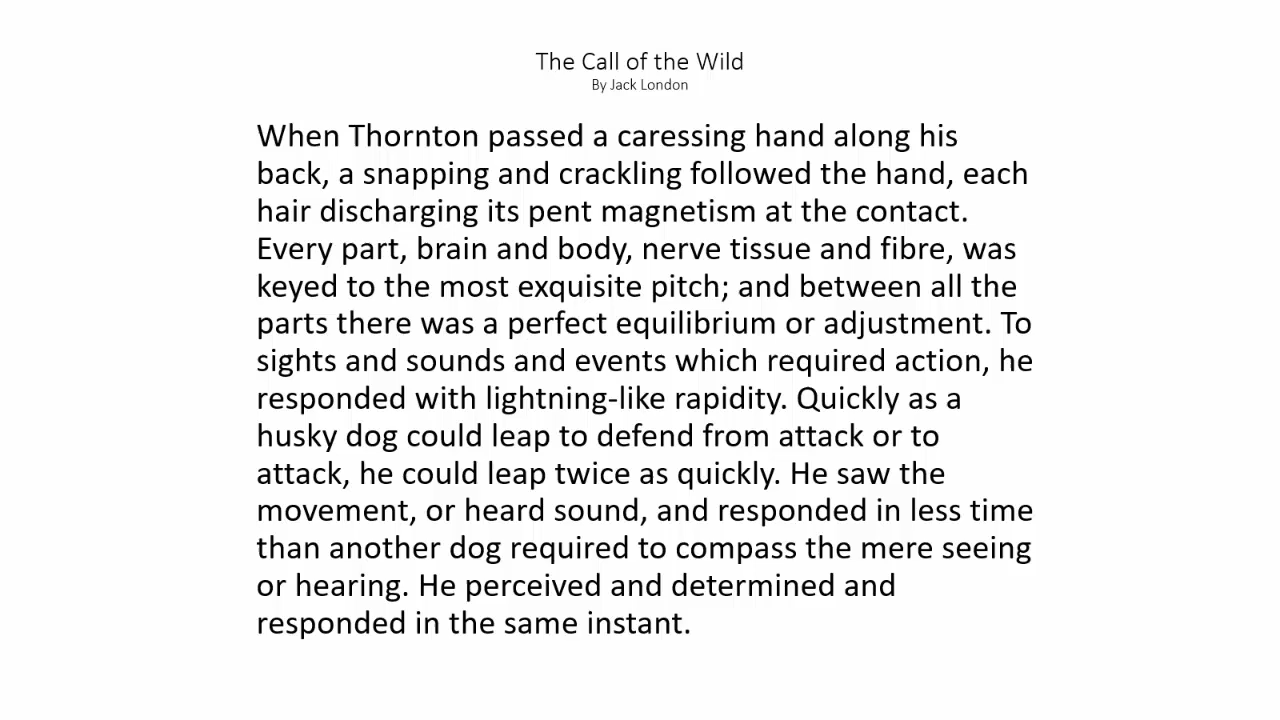 The Call of the Wild
By Jack London
When Thornton passed a caressing hand along his
back, a snapping and crackling followed the hand, each
hair discharging its pent magnetism at the contact.
Every part, brain and body, nerve tissue and fibre, was
keyed to the most exquisite pitch; and between all the
parts there was a perfect equilibrium or adjustment. To
sights and sounds and events which required action, he
responded with lightning-like rapidity. Quickly as a
husky dog could leap to defend from attack or to
attack, he could leap twice as quickly. He saw the
movement, or heard sound, and responded in less time
than another dog required to compass the mere seeing
or hearing. He perceived and determined and
responded in the same instant.